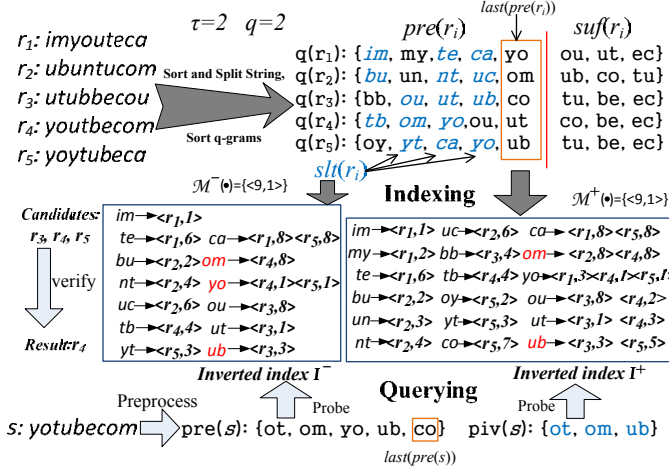 τ=2 q=2 pre(ri) last(pre(ri)) suf(ri)
r1: imyouteca
r2: ubuntucom
r3: utubbecou
r4: youtbecom
r5: yoytubeca
Sort and Split String,
Sort q-grams
q(r1): {im, my, te, ca, yo ou, ut, ec}
q(r2): {bu, un, nt, uc, om ub, co, tu}
q(r3): {bb, ou, ut, ub, co tu, be, ec}
q(r4): {tb, om, yo, ou, ut co, be, ec}
q(r5): {oy, yt, ca, yo, ub tu, be, ec}
slt(ri)
M−(•)={<9,1>} Indexing M+(•)={<9,1>}
Candidates:
r3, r4, r5
verify
Result:r4
im <r1,1>
te <r1,6> ca <r1,8><r5,8>
bu <r2,2> om <r4,8>
nt <r2,4> yo <r4,1><r5,1>
uc <r2,6> ou <r3,8>
tb <r4,4> ut <r3,1>
yt <r5,3> ub <r3,3>
im <r1,1> uc <r2,6> ca <r1,8><r5,8>
my <r1,2> bb <r3,4> om <r2,8><r4,8>
te <r1,6> tb <r4,4> yo <r1,3><r4,1><r5,1>
bu <r2,2> oy <r5,2> ou <r3,8> <r4,2>
un <r2,3> yt <r5,3> ut <r3,1> <r4,3>
nt <r2,4> co <r5,7> ub <r3,3> <r5,5>
Inverted index I− Inverted index I+
Querying
Preprocess Probe Probe
s: yotubecom pre(s): {ot, om, yo, ub, co} piv(s): {ot, om, ub}
last(pre(s))